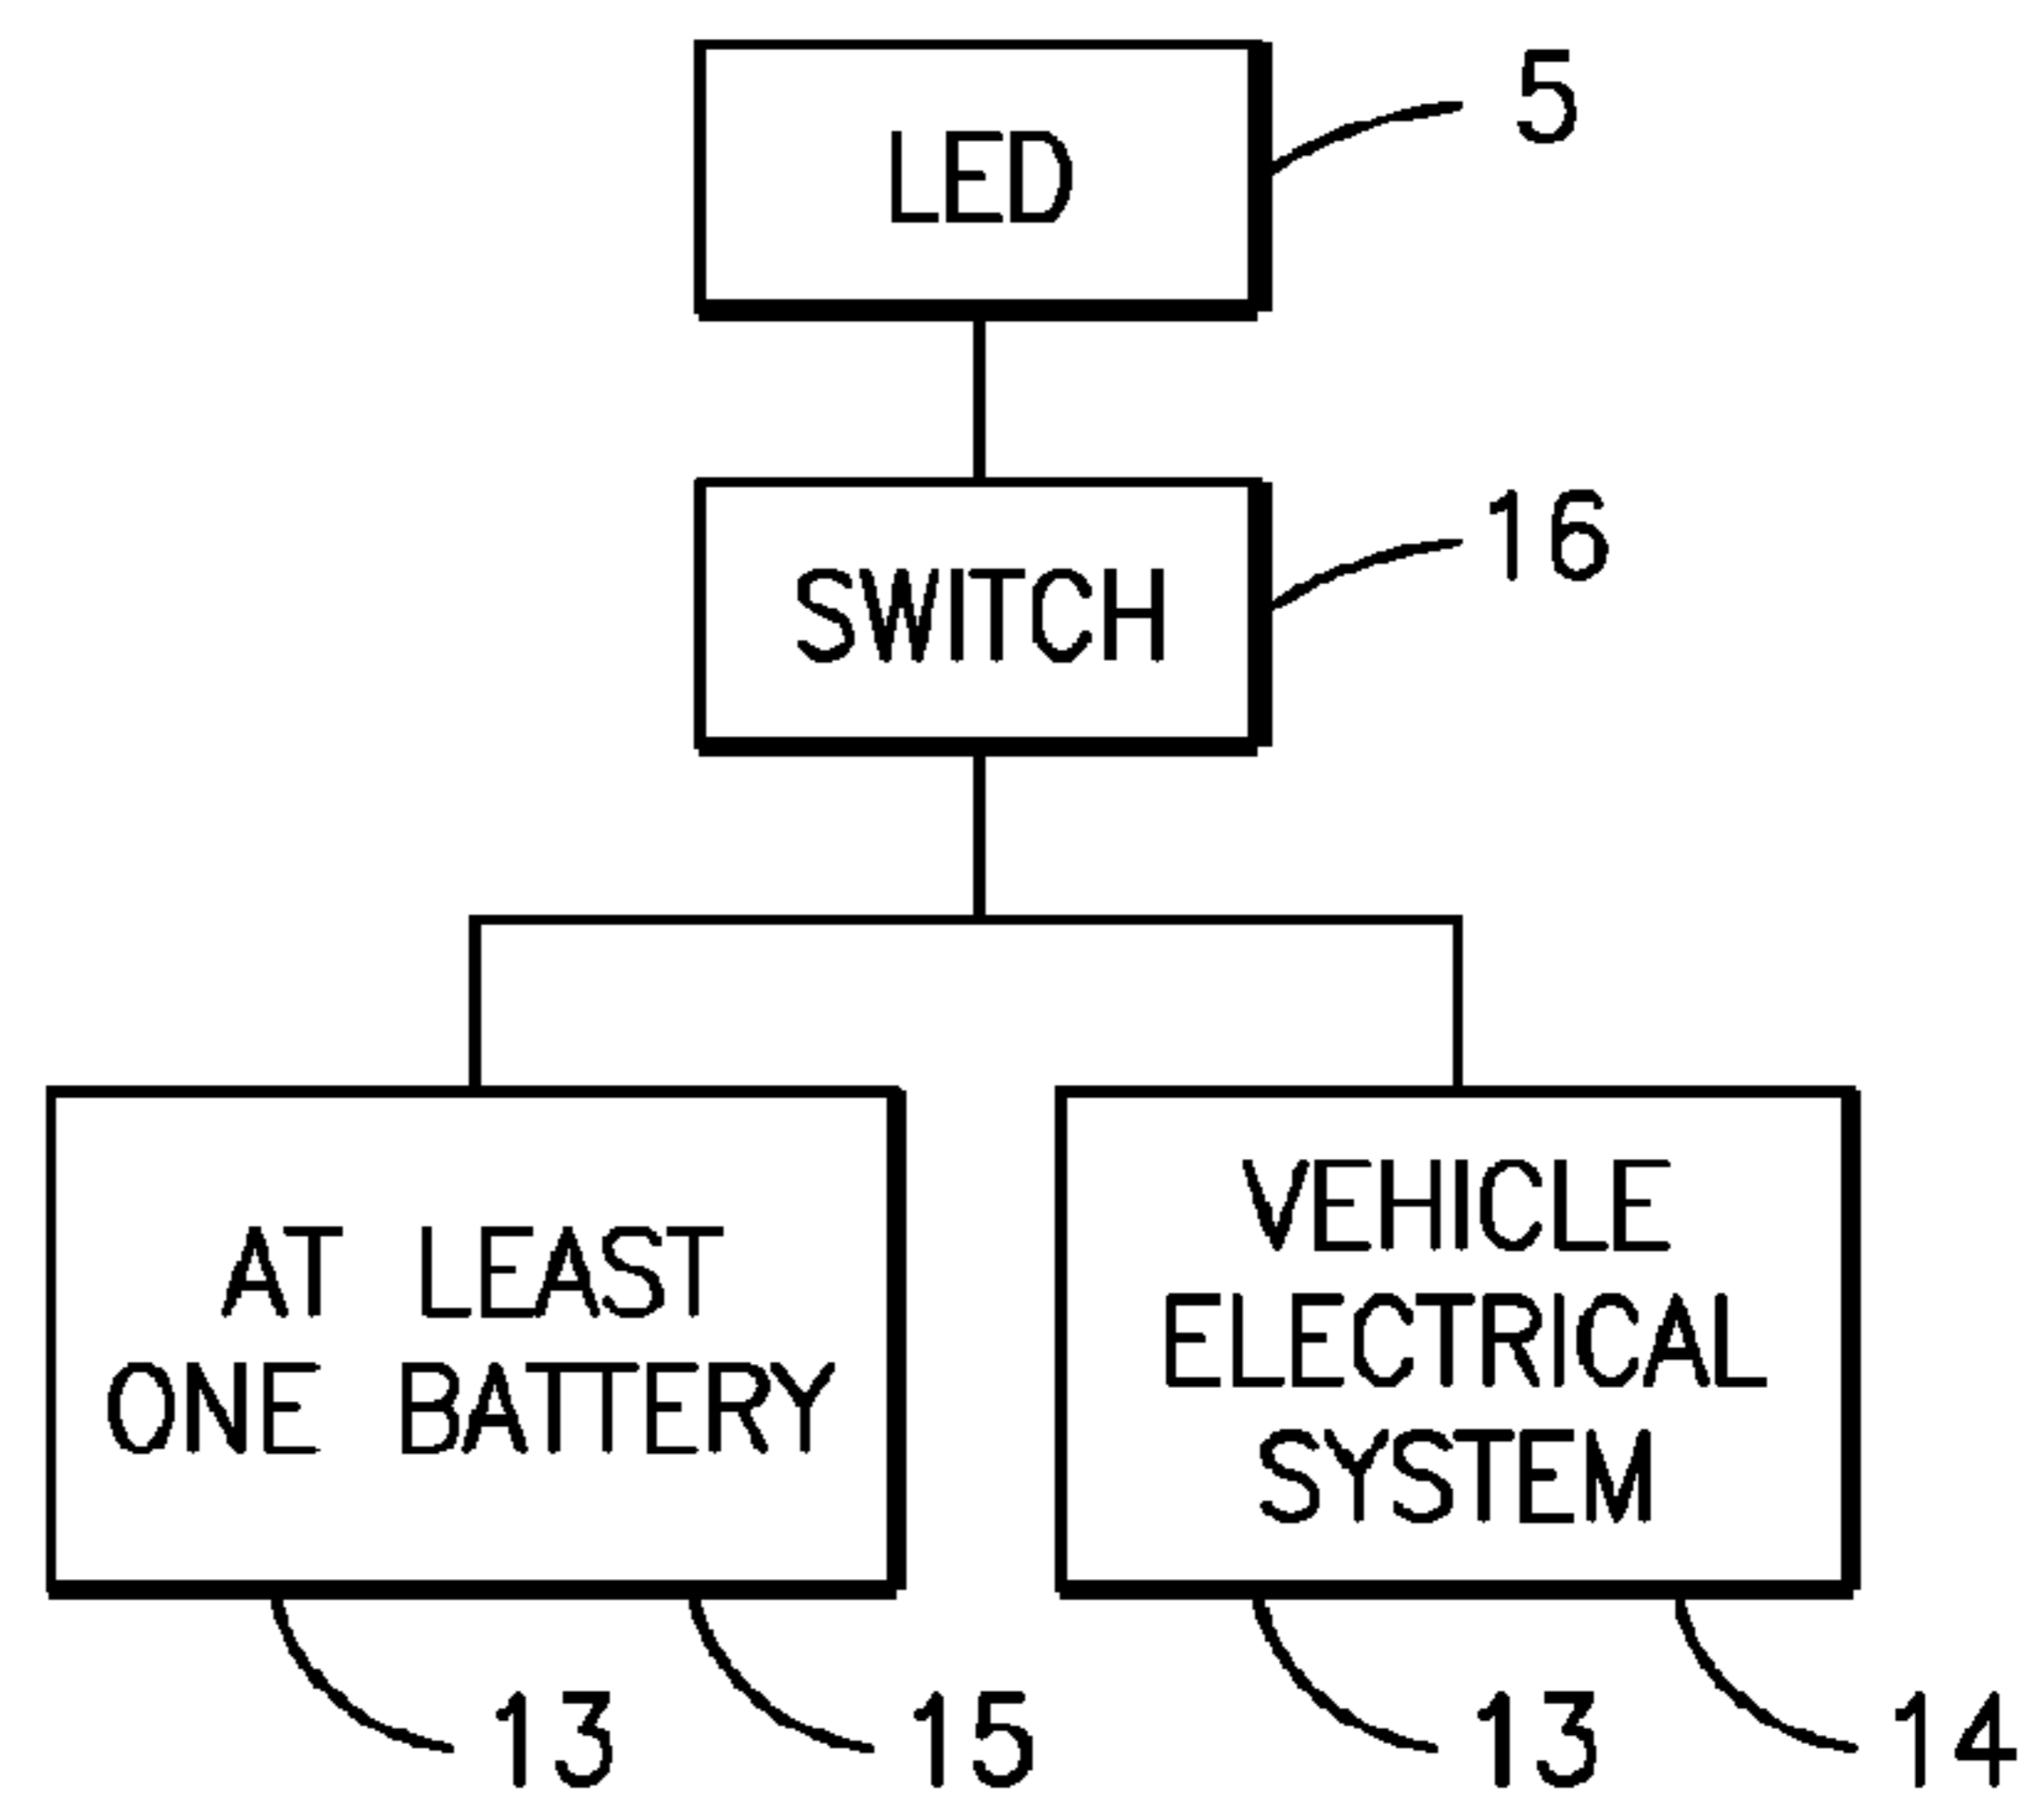 LED
5
SWITCH
16
AT LEAST
ONE BATTERY
VEHICLE
ELECTRICAL
SYSTEM
13
15
13
14